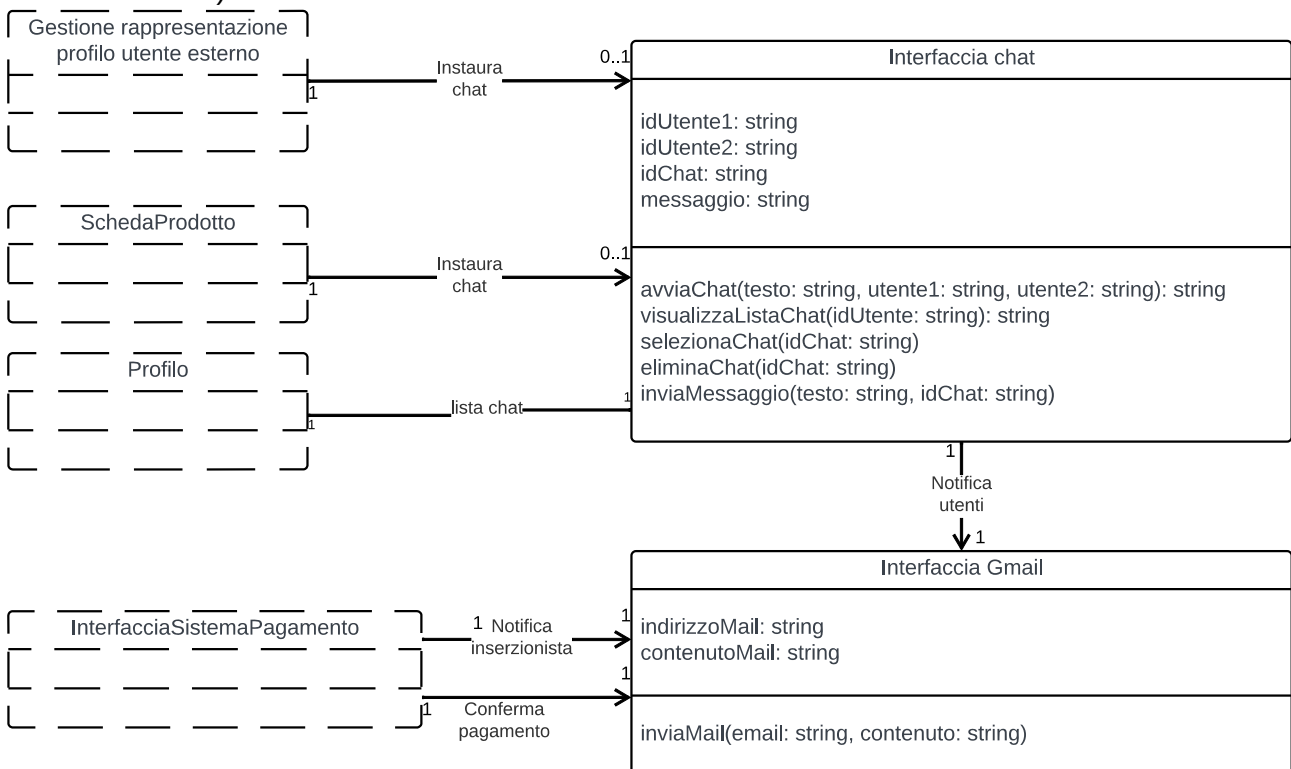 Gestione rappresentazione
profilo utente esterno
1
Instaura
chat
0..1
Interfaccia chat
idUtente1: string
idUtente2: string
idChat: string
messaggio: string
SchedaProdotto
1
Instaura
chat
0..1
avviaChat(testo: string, utente1: string, utente2: string): string
visualizzaListaChat(idUtente: string): string
selezionaChat(idChat: string)
eliminaChat(idChat: string)
inviaMessaggio(testo: string, idChat: string)
Profilo
1
lista chat
1
1
Notifica
utenti
1
Interfaccia Gmail
indirizzoMail: string
contenutoMail: string
inviaMail(email: string, contenuto: string)
InterfacciaSistemaPagamento
1 Notifica
inserzionista
1
1
Conferma
pagamento
1